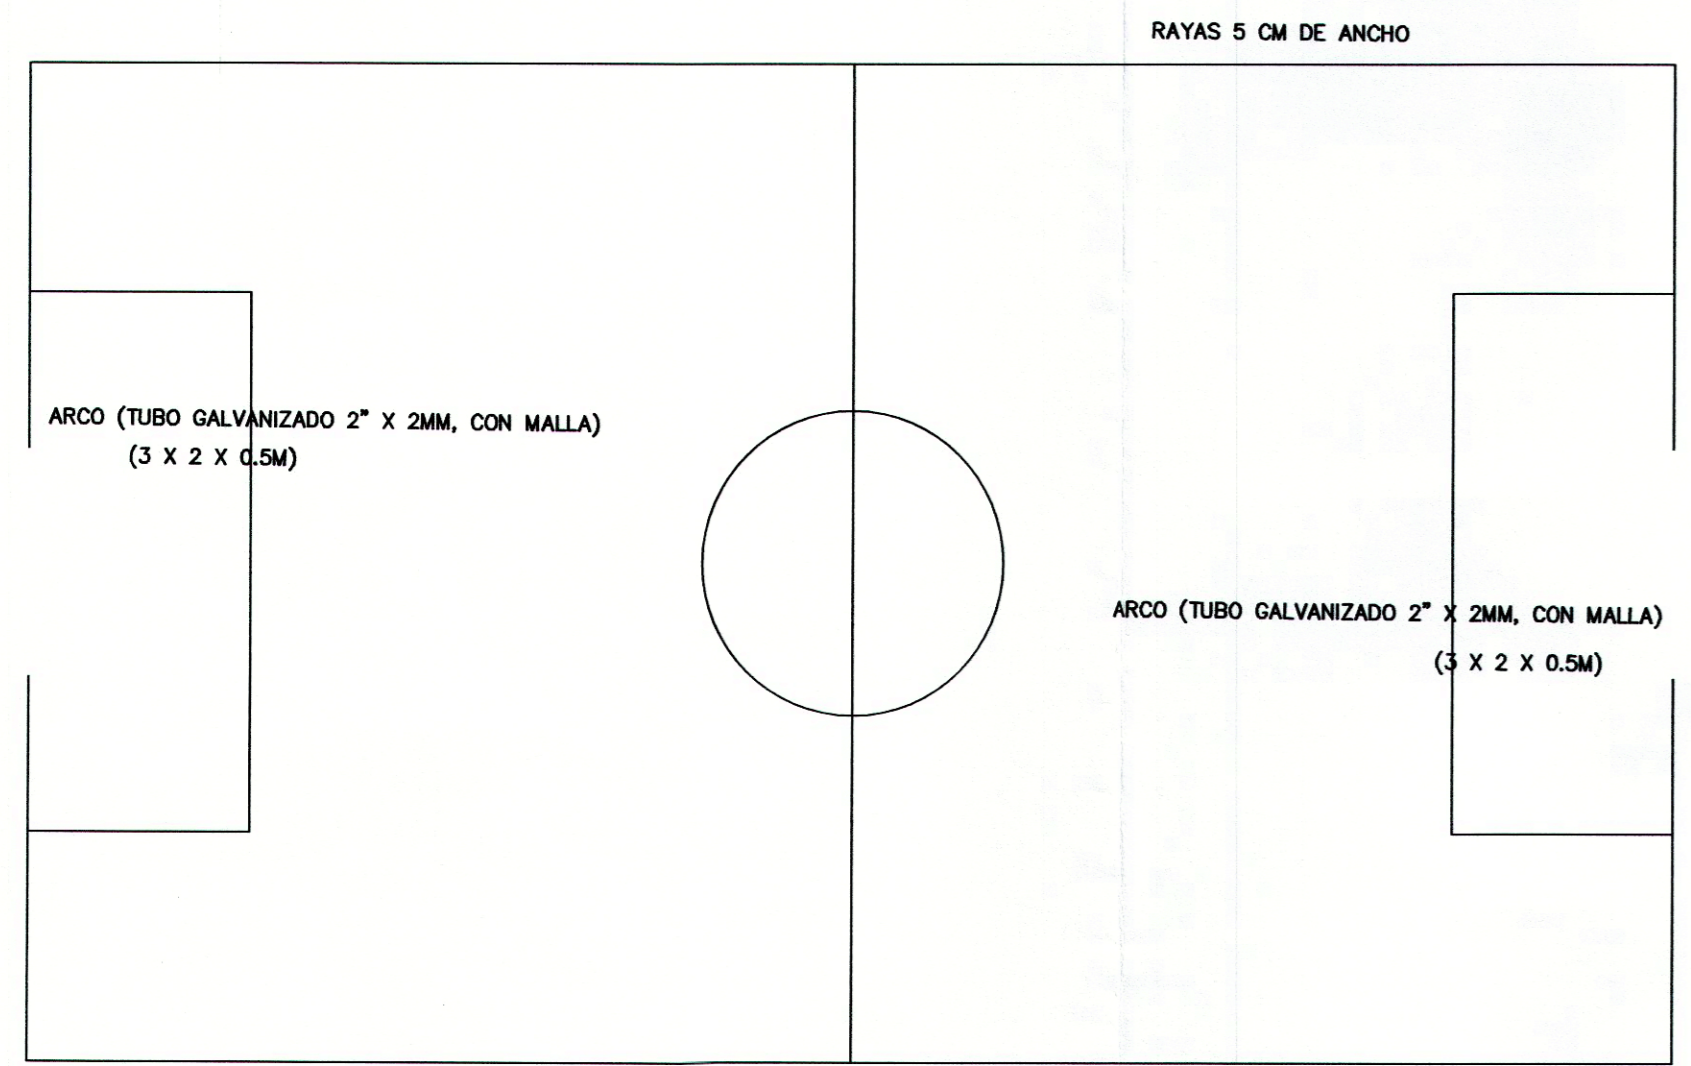 RAYAS 5 CM DE ANCHO
ARCO (TUBO GALVANIZADO 2" X 2MM, CON MALLA)
(3 X 2 X 0.5M)
ARCO (TUBO GALVANIZADO 2" X 2MM, CON MALLA)
(3 X 2 X 0.5M)